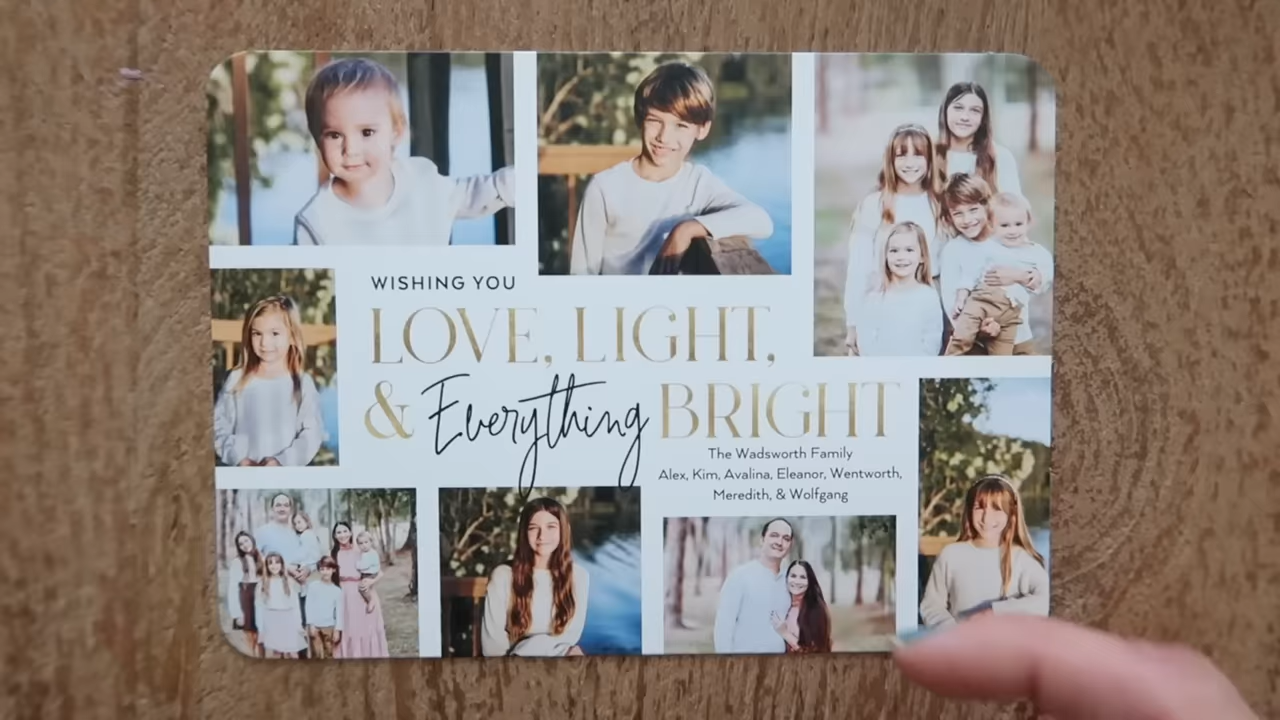 WISHING YOU
LOVE, LIGHT,
& Everything BRIGHT
The Wadsworth Family
Alex, Kim, Avalina, Eleanor, Wentworth,
Meredith, & Wolfgang